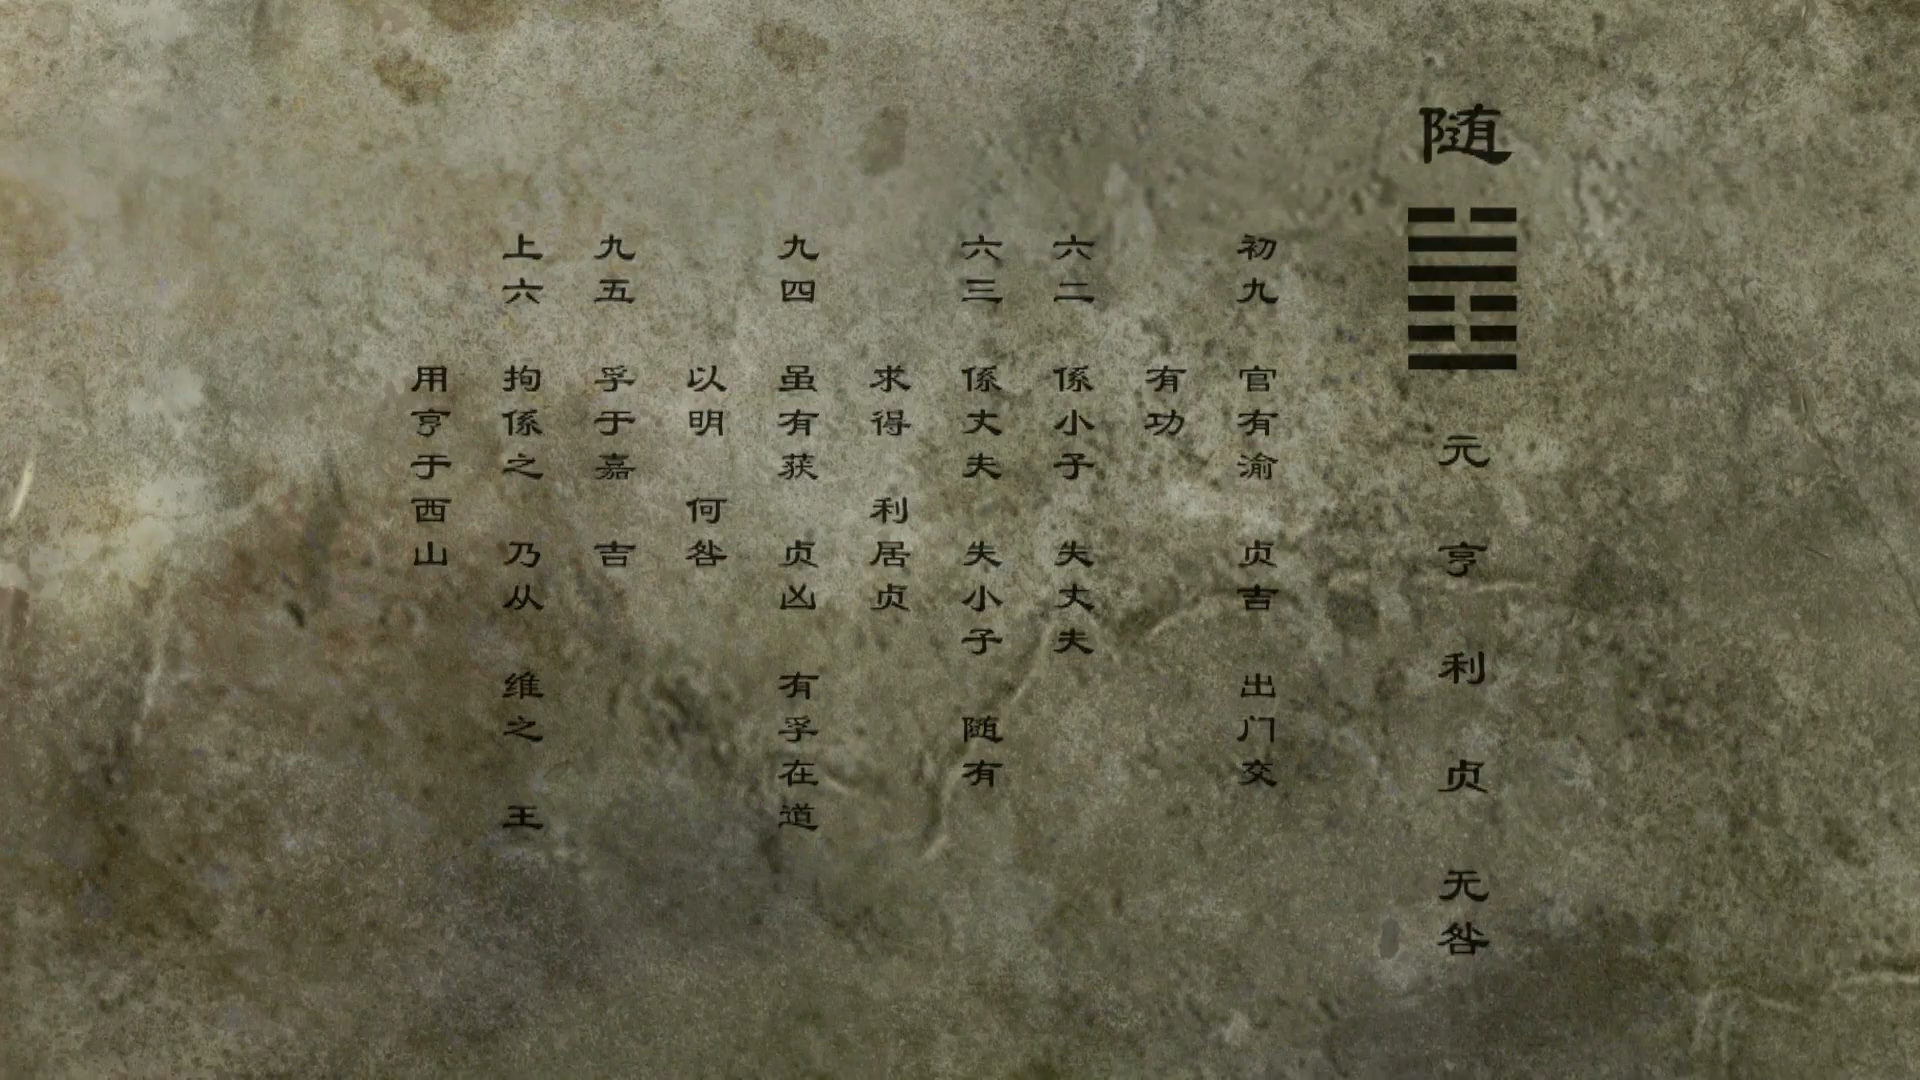 随
元 亨 利 贞 无咎
初九 官有渝 贞吉 出门交
有功
六二 係小子 失丈夫
六三 係丈夫 失小子 随有
求得 利居贞
九四 虽有获 贞凶 有孚在道
以明 何咎
九五 孚于嘉 吉
上六 拘係之 乃从 维之 王
用亨于西山